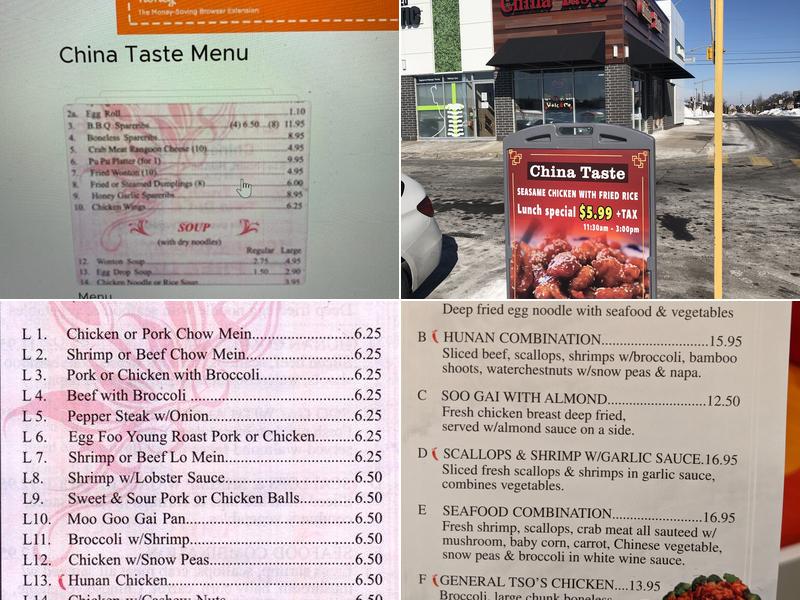 The Money-Saving Browser Extension
China Taste Menu
2a. Egg Roll 1.10
3. B.B.Q. Spareribs (4) 6.50 ...(8) 11.95
4. Boneless Spareribs 8.95
5. Crab Meat Rangoon Cheese (10) 4.95
6. Pu Pu Platter (for 1) 9.95
7. Fried Wonton (10) 4.95
8. Fried or Steamed Dumplings (8) 6.00
9. Honey Garlic Spareribs 8.95
10. Chicken Wings 6.25
SOUP
(with dry noodles)
Regular Large
12. Wonton Soup 2.75 4.95
13. Egg Drop Soup 1.50 2.90
14. Chicken Noodle or Rice Soup 3.95
Menu
China Taste
China Taste
SEASAME CHICKEN WITH FRIED RICE
Lunch special $5.99 +TAX
11:30am - 3:00pm
L 1. Chicken or Pork Chow Mein 6.25
L 2. Shrimp or Beef Chow Mein 6.25
L 3. Pork or Chicken with Broccoli 6.25
L 4. Beef with Broccoli 6.25
L 5. Pepper Steak w/Onion 6.25
L 6. Egg Foo Young Roast Pork or Chicken 6.25
L 7. Shrimp or Beef Lo Mein 6.25
L8. Shrimp w/Lobster Sauce 6.50
L9. Sweet & Sour Pork or Chicken Balls 6.50
L10. Moo Goo Gai Pan 6.50
L11. Broccoli w/Shrimp 6.50
L12. Chicken w/Snow Peas 6.50
L13. Hunan Chicken 6.50
L14. Chicken w/Cashew Nuts 6.50
Deep fried egg noodle with seafood & vegetables
B HUNAN COMBINATION 15.95
Sliced beef, scallops, shrimps w/broccoli, bamboo
shoots, waterchestnuts w/snow peas & napa.
C SOO GAI WITH ALMOND 12.50
Fresh chicken breast deep fried,
served w/almond sauce on a side.
D SCALLOPS & SHRIMP W/GARLIC SAUCE.16.95
Sliced fresh scallops & shrimps in garlic sauce,
combines vegetables.
E SEAFOOD COMBINATION 16.95
Fresh shrimp, scallops, crab meat all sauteed w/
mushroom, baby corn, carrot, Chinese vegetable,
snow peas & broccoli in white wine sauce.
F GENERAL TSO'S CHICKEN....13.95
Broccoli, large chunk boneless